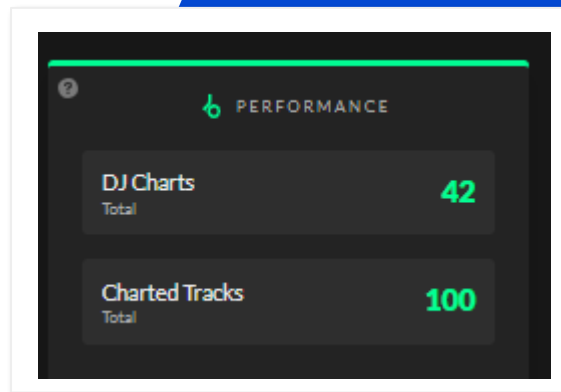 ?
PERFORMANCE
DJ Charts
42
Total
Charted Tracks
100
Total